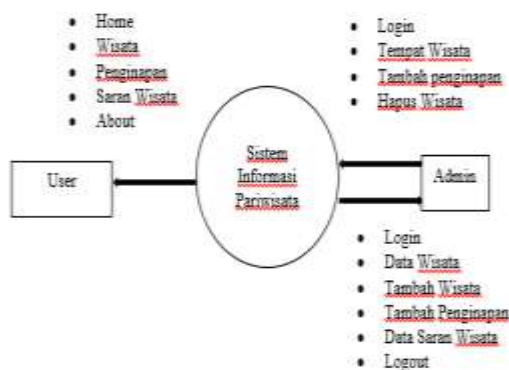 • Home
• Wisata
• Penginapan
• Saran Wisata
• About
• Login
• Tempat Wisata
• Tambah penginapan
• Hapus Wisata
User
Sistem
Informasi
Pariwisata
Admin
• Login
• Data Wisata
• Tambah Wisata
• Tambah Penginapan
• Data Saran Wisata
• Logout